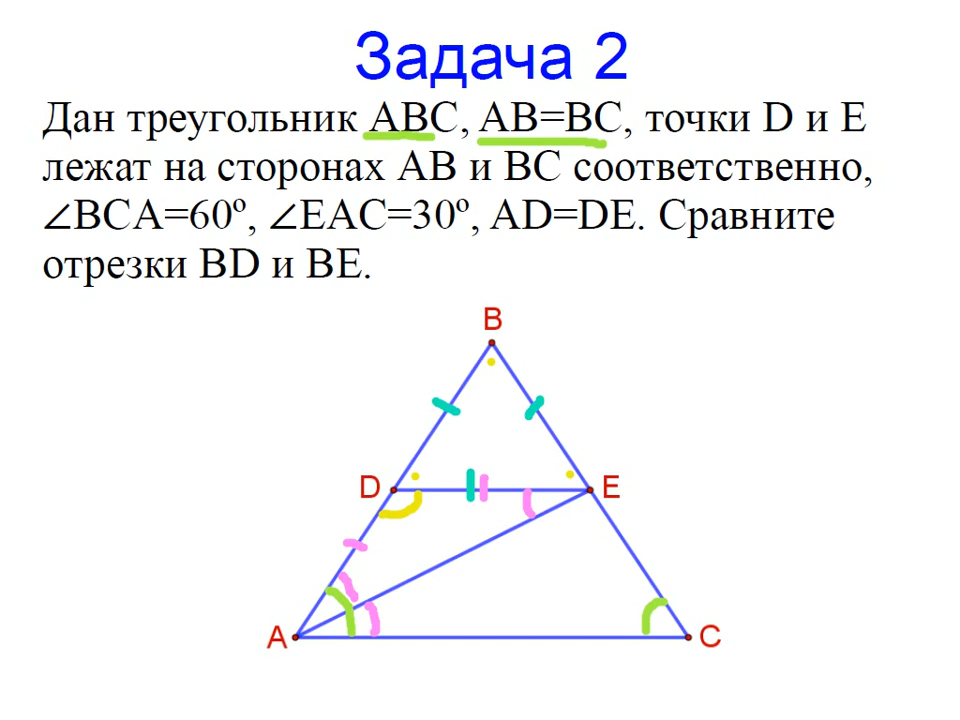 Задача 2
Дан треугольник ABC, AB=BC, точки D и E
лежат на сторонах AB и BC соответственно,
∠BCA=60º, ∠EAC=30º, AD=DE. Сравните
отрезки BD и BE.
B
D
E
A
C